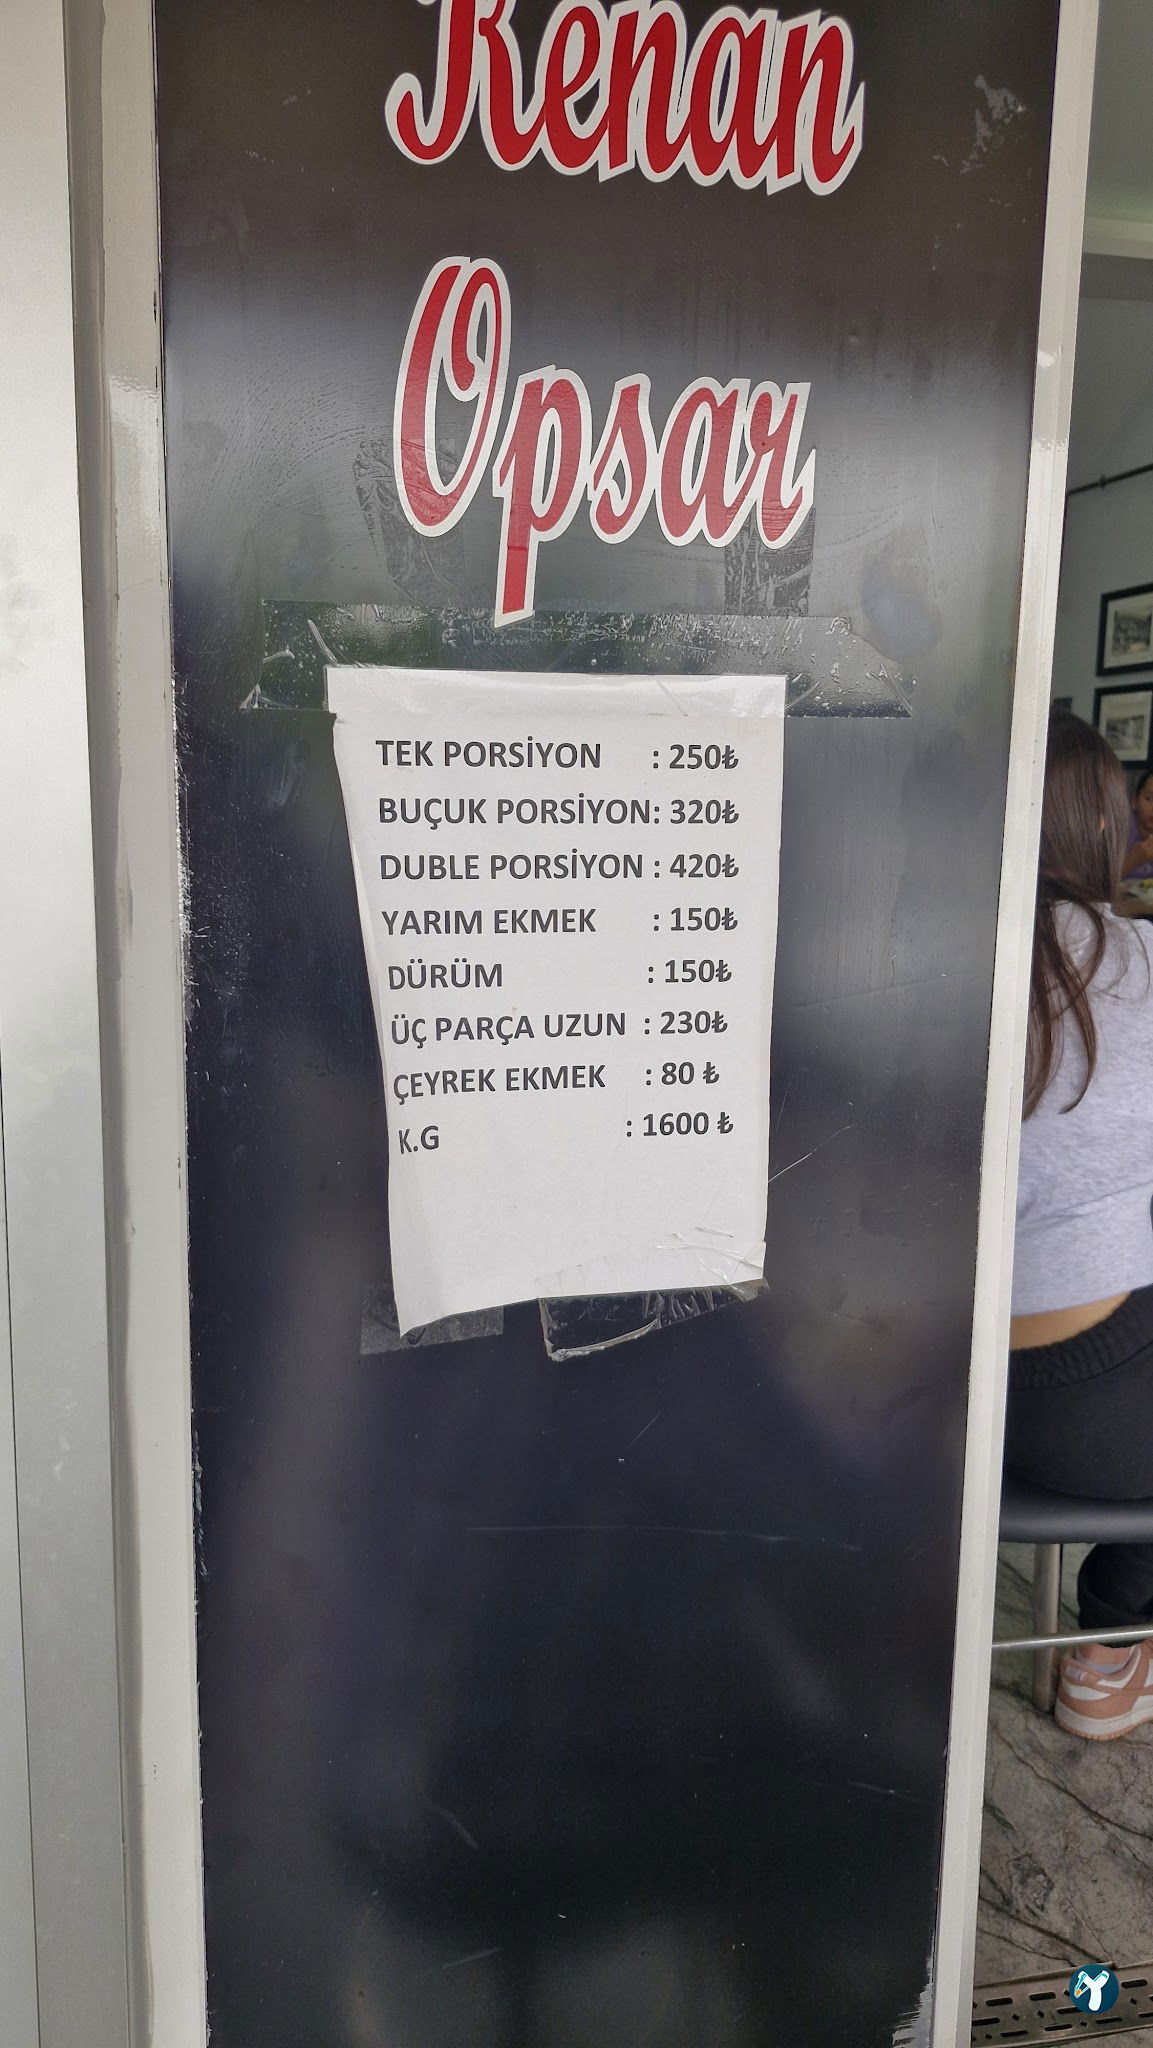 Kenan
Opsar
TEK PORSİYON : 250₺
BUÇUK PORSİYON: 320₺
DUBLE PORSİYON : 420₺
YARIM EKMEK : 150₺
DÜRÜM : 150₺
ÜÇ PARÇA UZUN : 230₺
ÇEYREK EKMEK : 80 ₺
K.G : 1600 ₺